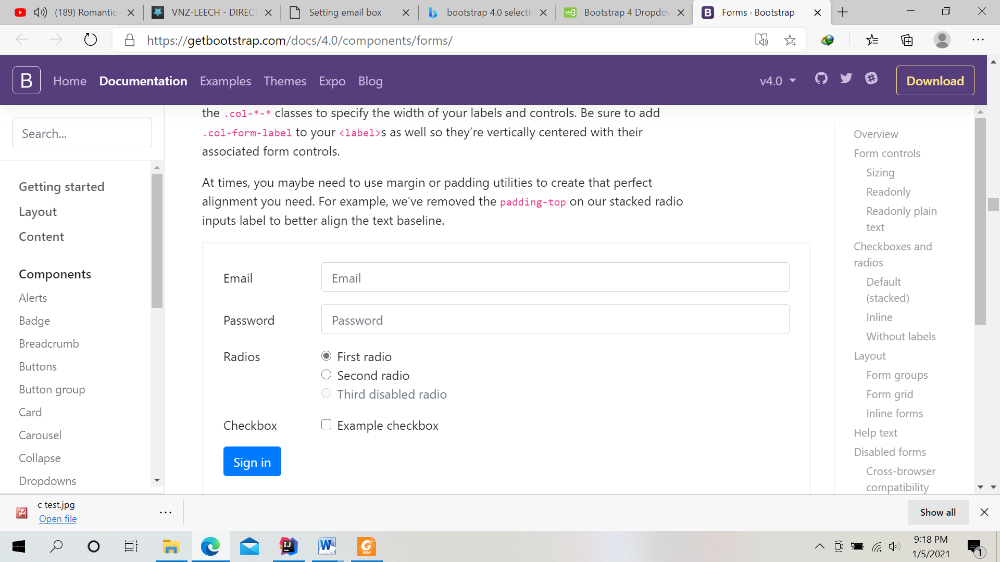 (189) Romantic
VNZ-LEECH - DIRECT
Setting email box
bootstrap 4.0 selectic
Bootstrap 4 Dropdow
Forms · Bootstrap
https://getbootstrap.com/docs/4.0/components/forms/
B
Home
Documentation
Examples
Themes
Expo
Blog
v4.0
Download
Search...
Getting started
Layout
Content
Components
Alerts
Badge
Breadcrumb
Buttons
Button group
Card
Carousel
Collapse
Dropdowns
the .col-*-* classes to specify the width of your labels and controls. Be sure to add
.col-form-label to your <label>s as well so they’re vertically centered with their
associated form controls.
At times, you maybe need to use margin or padding utilities to create that perfect
alignment you need. For example, we’ve removed the padding-top on our stacked radio
inputs label to better align the text baseline.
Email
Email
Password
Password
Radios
First radio
Second radio
Third disabled radio
Checkbox
Example checkbox
Sign in
Overview
Form controls
Sizing
Readonly
Readonly plain
text
Checkboxes and
radios
Default
(stacked)
Inline
Without labels
Layout
Form groups
Form grid
Inline forms
Help text
Disabled forms
Cross-browser
compatibility
c test.jpg
Open file
Show all
9:18 PM
1/5/2021
1